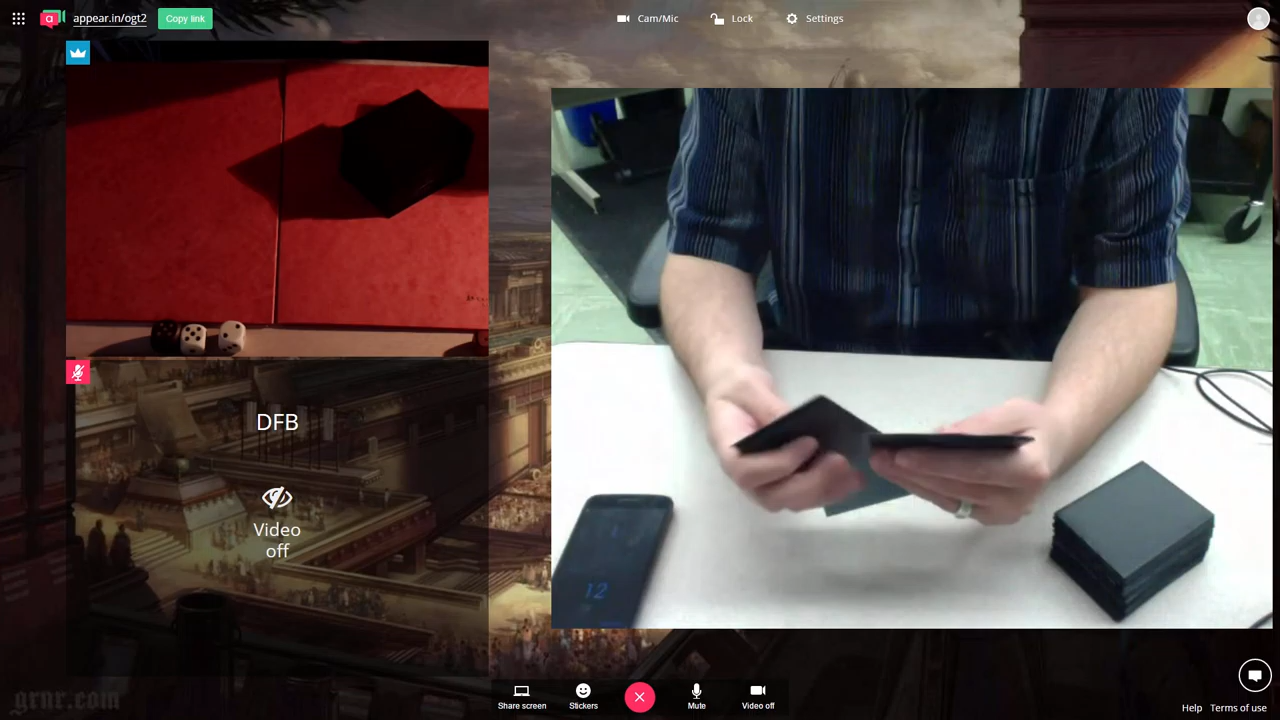 appear.in/ogt2
Copy link
Cam/Mic
Lock
Settings
DFB
Video
off
12
grnr.com
Share screen
Stickers
Mute
Video off
Help
Terms of use